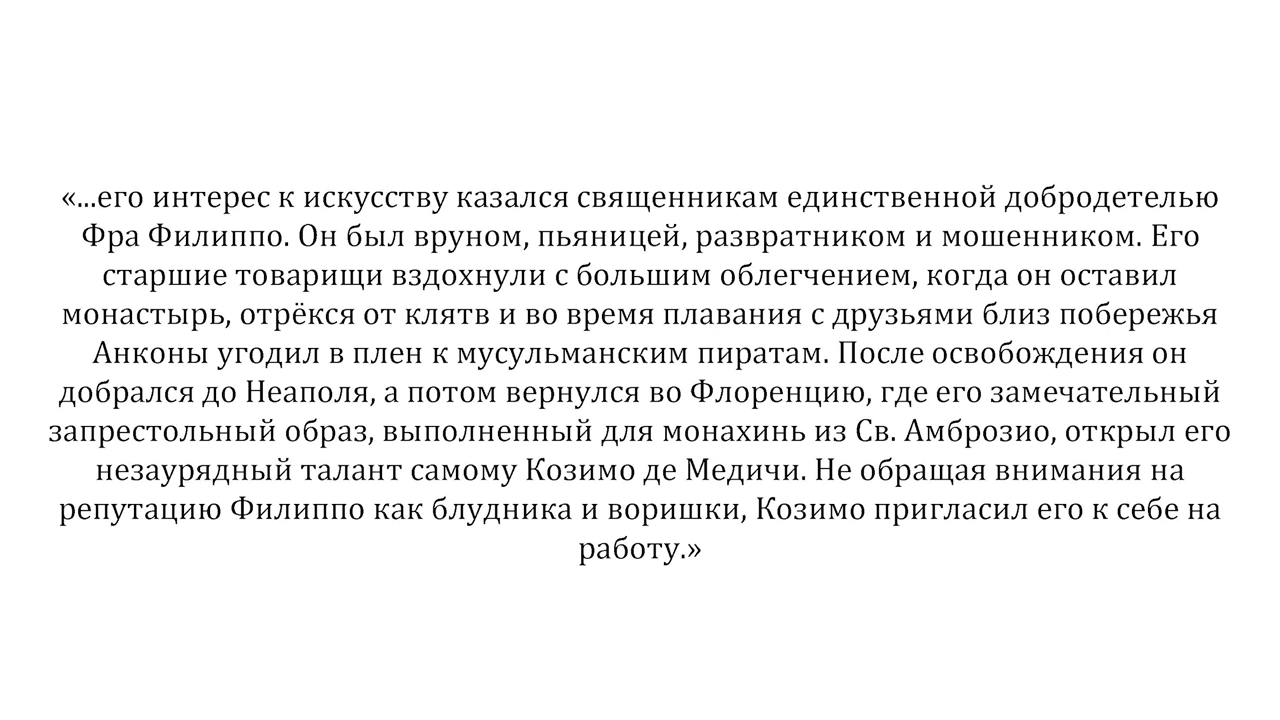 «...его интерес к искусству казался священникам единственной добродетелью
Фра Филиппо. Он был вруном, пьяницей, развратником и мошенником. Его
старшие товарищи вздохнули с большим облегчением, когда он оставил
монастырь, отрёкся от клятв и во время плавания с друзьями близ побережья
Анконы угодил в плен к мусульманским пиратам. После освобождения он
добрался до Неаполя, а потом вернулся во Флоренцию, где его замечательный
запрестольный образ, выполненный для монахинь из Св. Амброзио, открыл его
незаурядный талант самому Козимо де Медичи. Не обращая внимания на
репутацию Филиппо как блудника и воришки, Козимо пригласил его к себе на
работу.»